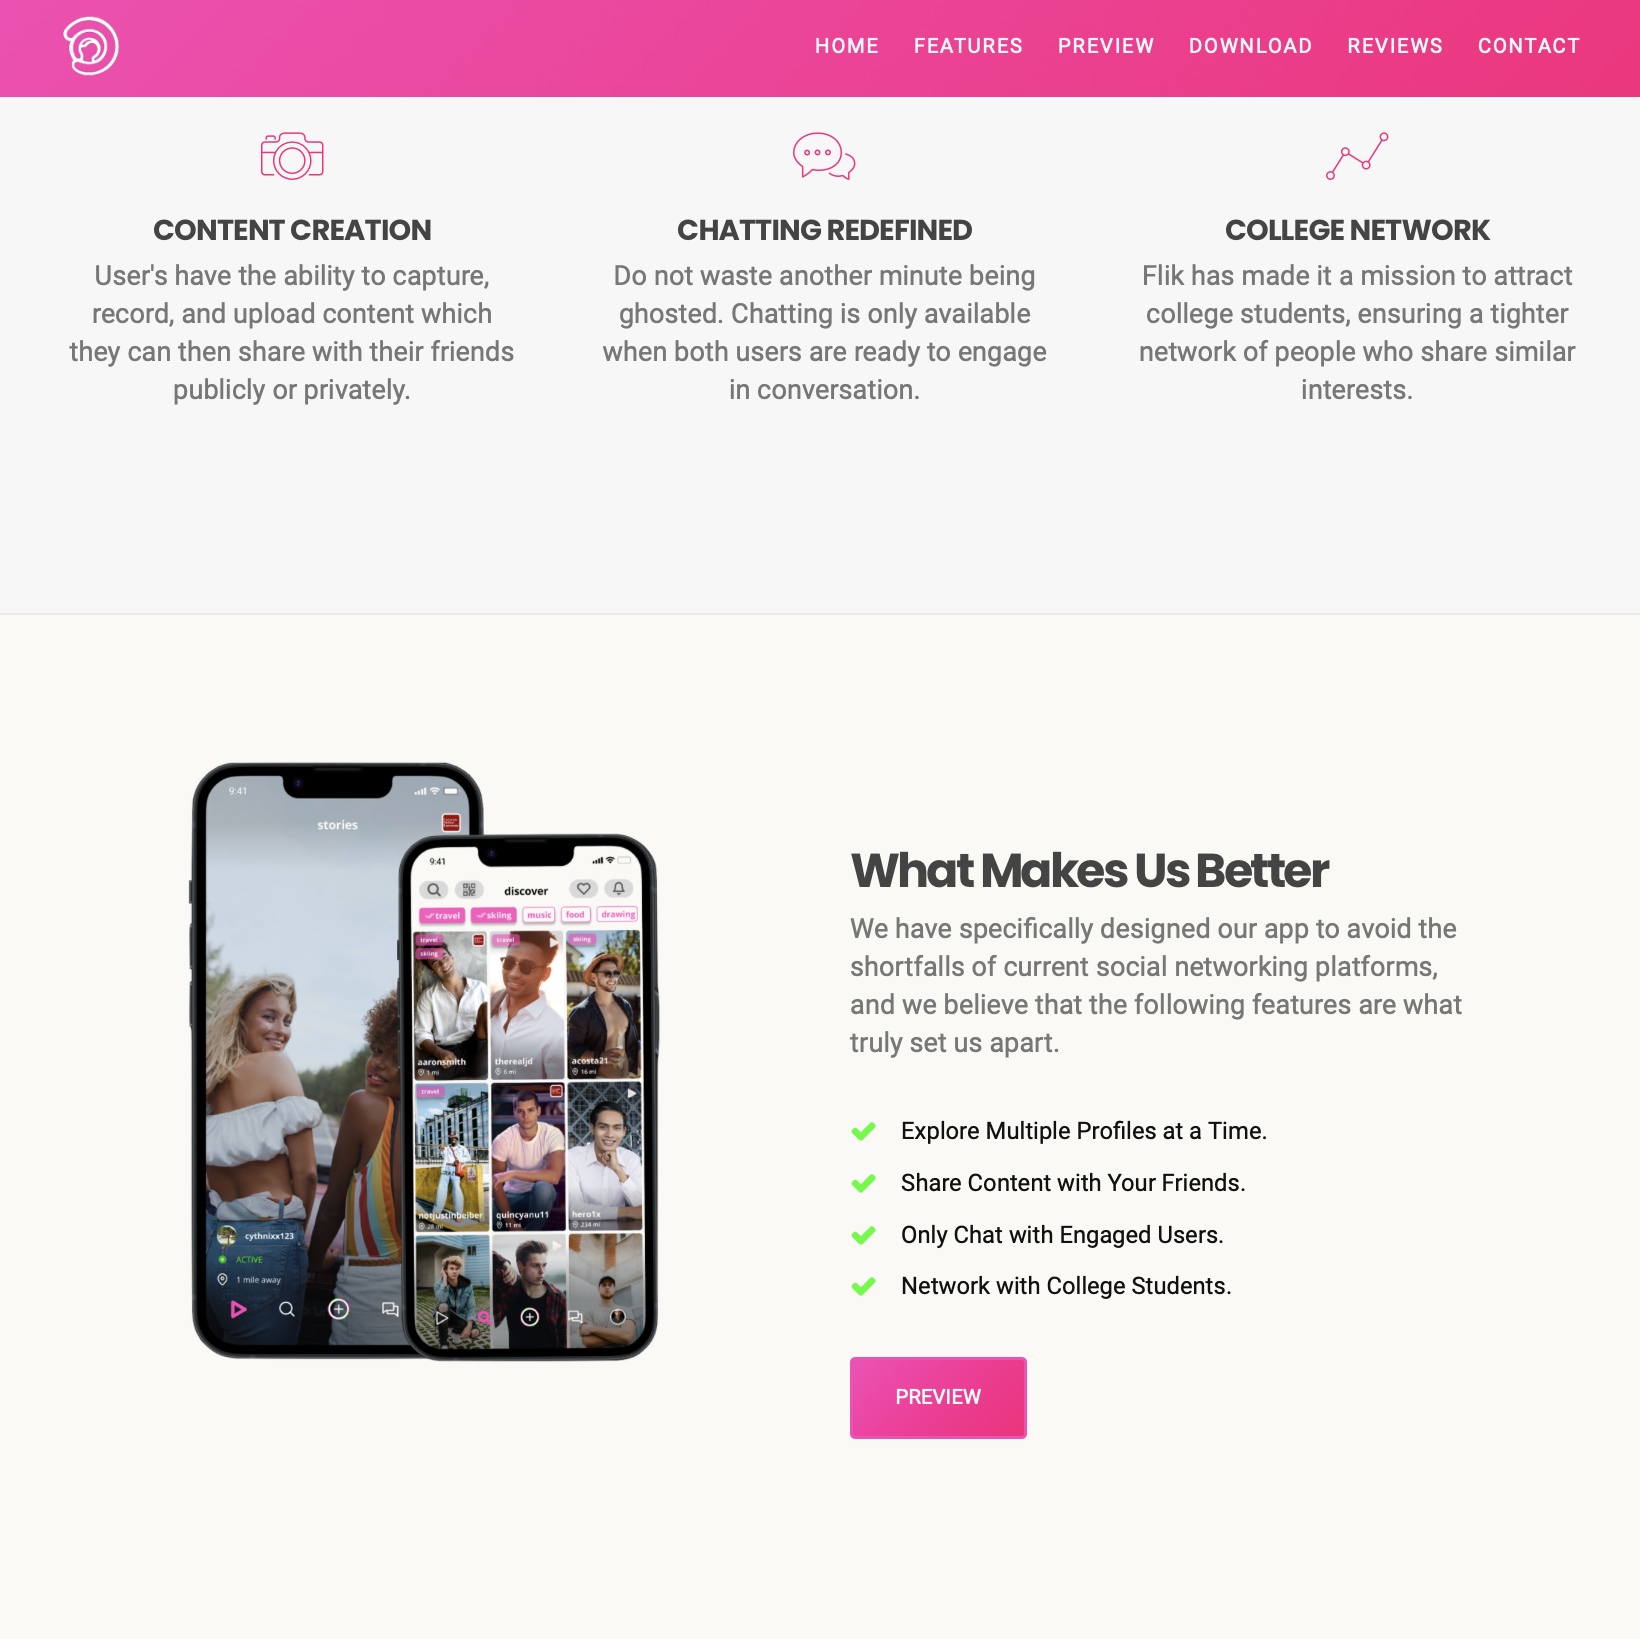 HOME FEATURES PREVIEW DOWNLOAD REVIEWS CONTACT
CONTENT CREATION
User's have the ability to capture,
record, and upload content which
they can then share with their friends
publicly or privately.
CHATTING REDEFINED
Do not waste another minute being
ghosted. Chatting is only available
when both users are ready to engage
in conversation.
COLLEGE NETWORK
Flik has made it a mission to attract
college students, ensuring a tighter
network of people who share similar
interests.
9:41
stories
cythnixx123
ACTIVE
1 mile away
9:41
discover
travel skiing music food drawing
travel travel skiing
skiing
aaronsmith therealjd acosta21
1 mi 6 mi 16 mi
travel
notjustinbeiber quincyanu11 hero1x
28 mi 11 mi 234 mi
What Makes Us Better
We have specifically designed our app to avoid the
shortfalls of current social networking platforms,
and we believe that the following features are what
truly set us apart.
Explore Multiple Profiles at a Time.
Share Content with Your Friends.
Only Chat with Engaged Users.
Network with College Students.
PREVIEW